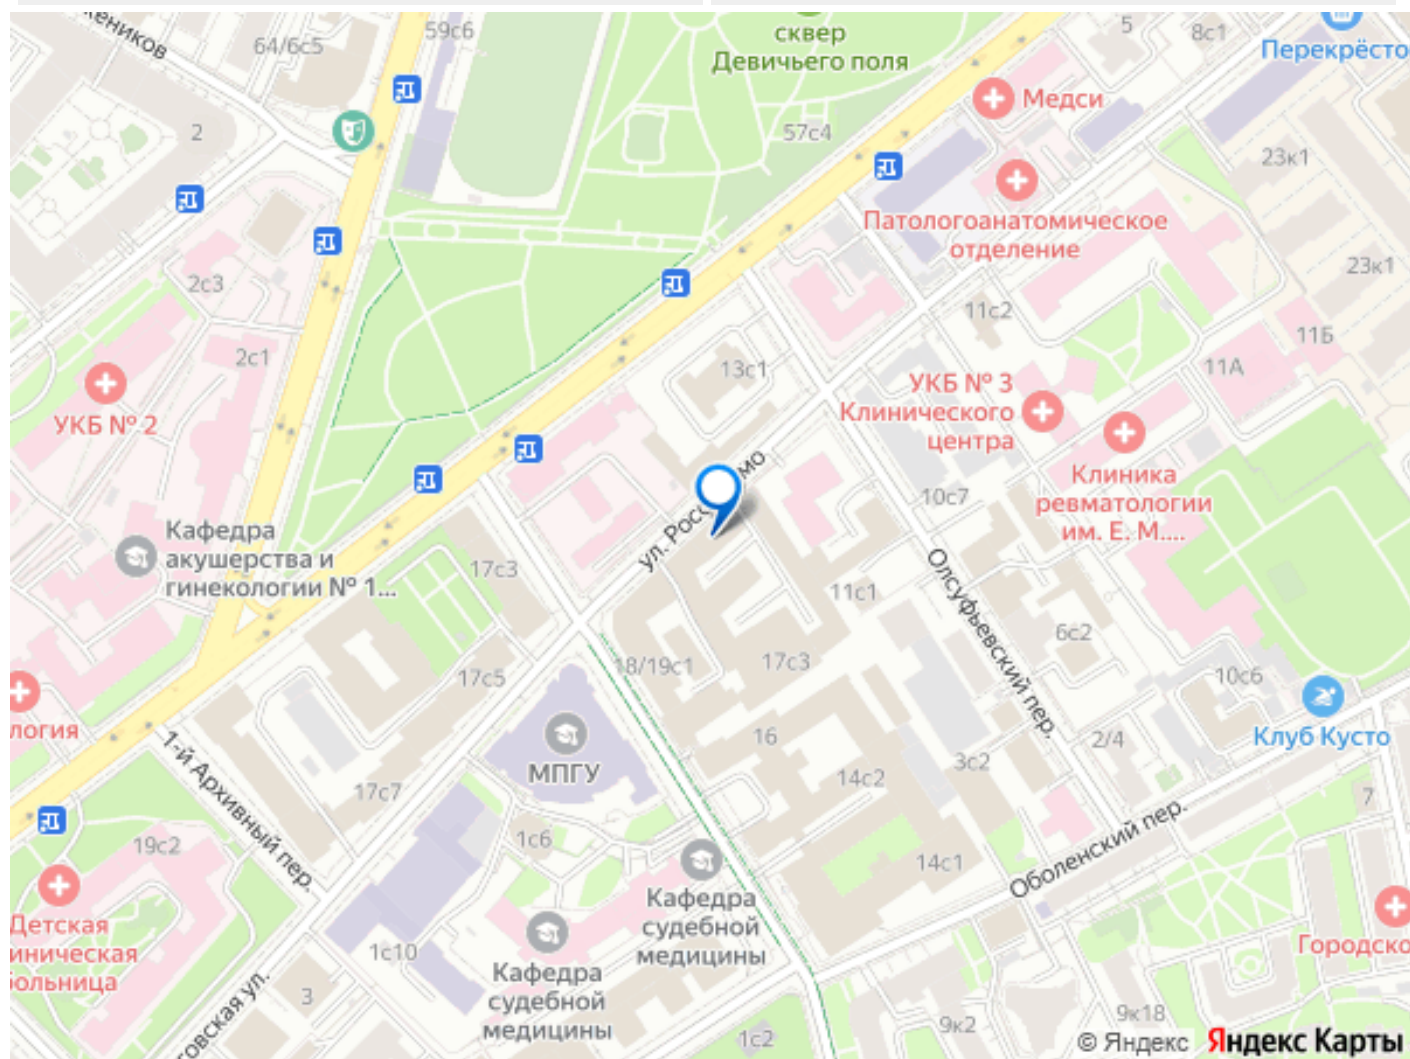 59с6
64/6с5
сквер
Девичьего поля
5
8с1
Перекрёсто
Медси
2
57с4
23к1
Патологоанатомическое
отделение
2с3
23к1
11с2
11Б
2с1
13с1
11А
УКБ № 3
Клинического
центра
УКБ № 2
Клиника
ревматологии
им. Е. М....
10с7
Кафедра
акушерства и
гинекологии № 1...
17с3
11с1
Олсуфьевский пер.
6с2
18/19с1
17с3
17с5
10с6
логия
Клуб Кусто
1-й Архивный пер.
16
2/4
МПГУ
3с2
14с2
17с7
7
Оболенский пер.
19с2
1с6
14с1
Кафедра
судебной
медицины
Детская
иническая
больница
Городско
1с10
Кафедра
судебной
медицины
3
9к2
9к18
1с2
© Яндекс Яндекс Карты